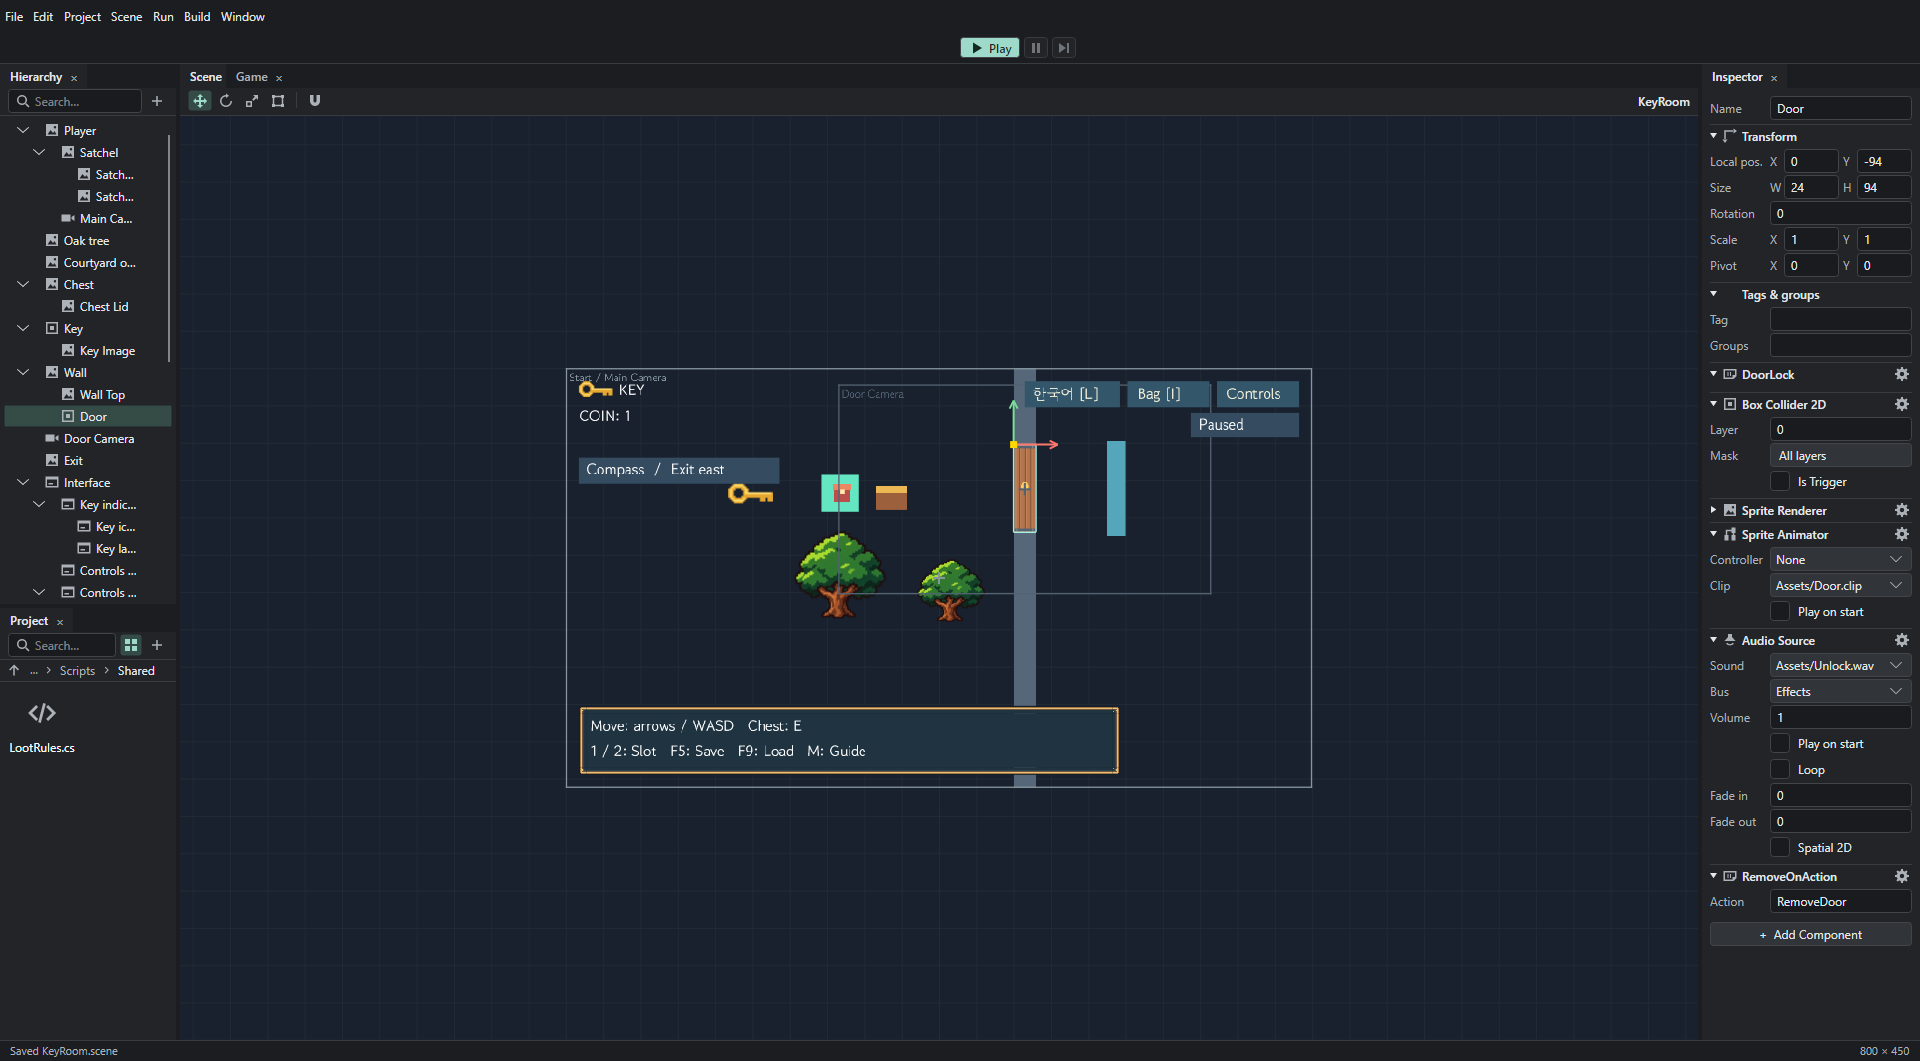 File Edit Project Scene Run Build Window
Play
Hierarchy
Search...
Player
Satchel
Satch...
Satch...
Main Ca...
Oak tree
Courtyard o...
Chest
Chest Lid
Key
Key Image
Wall
Wall Top
Door
Door Camera
Exit
Interface
Key indic...
Key ic...
Key la...
Controls ...
Controls ...
Project
Search...
... > Scripts > Shared
LootRules.cs
Scene Game
KeyRoom
Start / Main Camera
KEY
COIN: 1
Door Camera
한국어 [L] Bag [I] Controls
Paused
Compass / Exit east
Move: arrows / WASD Chest: E
1 / 2: Slot F5: Save F9: Load M: Guide
Inspector
Name Door
Transform
Local pos. X 0 Y -94
Size W 24 H 94
Rotation 0
Scale X 1 Y 1
Pivot X 0 Y 0
Tags & groups
Tag
Groups
DoorLock
Box Collider 2D
Layer 0
Mask All layers
Is Trigger
Sprite Renderer
Sprite Animator
Controller None
Clip Assets/Door.clip
Play on start
Audio Source
Sound Assets/Unlock.wav
Bus Effects
Volume 1
Play on start
Loop
Fade in 0
Fade out 0
Spatial 2D
RemoveOnAction
Action RemoveDoor
+ Add Component
Saved KeyRoom.scene
800 × 450